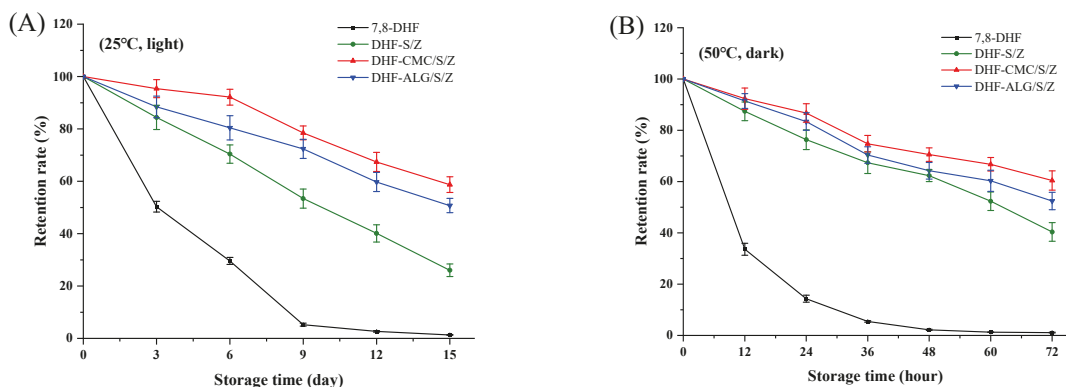 (A)
(25℃, light)
7,8-DHF
DHF-S/Z
DHF-CMC/S/Z
DHF-ALG/S/Z
Retention rate (%)
120
100
80
60
40
20
0
0 3 6 9 12 15
Storage time (day)
(B)
(50℃, dark)
7,8-DHF
DHF-S/Z
DHF-CMC/S/Z
DHF-ALG/S/Z
Retention rate (%)
120
100
80
60
40
20
0
0 12 24 36 48 60 72
Storage time (hour)